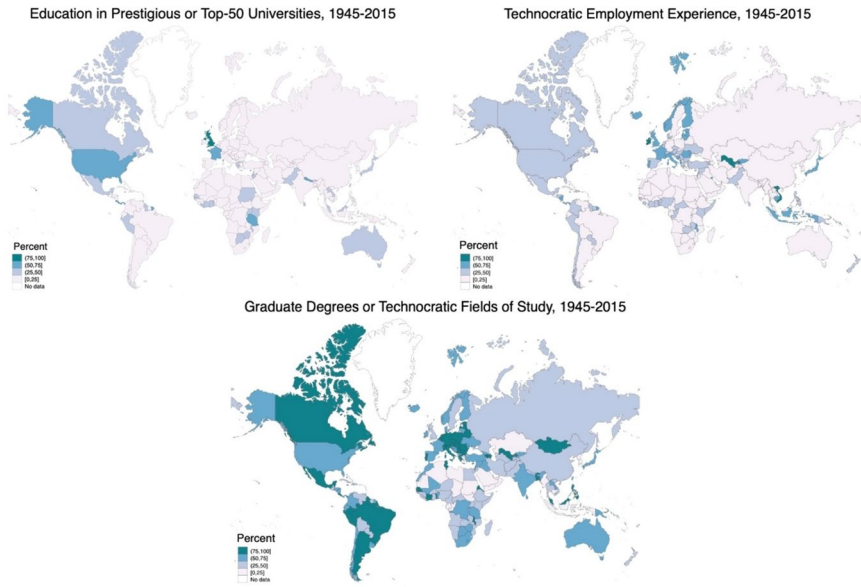 Education in Prestigious or Top-50 Universities, 1945-2015
Technocratic Employment Experience, 1945-2015
Percent
(75,100]
(50,75]
(25,50]
[0,25]
No data
Percent
(75,100]
(50,75]
(25,50]
[0,25]
No data
Graduate Degrees or Technocratic Fields of Study, 1945-2015
Percent
(75,100]
(50,75]
(25,50]
[0,25]
No data